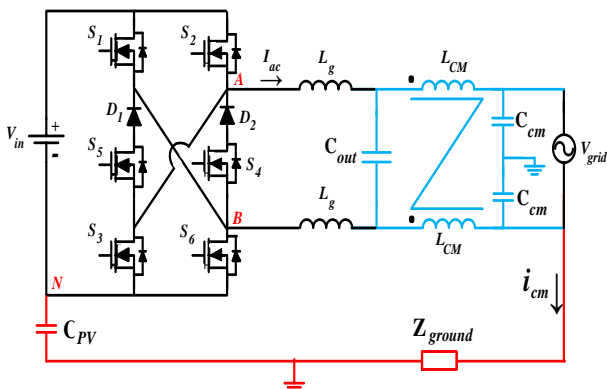 S1
S2
Iac
Lg
LCM
A
D1
D2
Ccm
Vin
+
-
S5
S4
Cout
Vgrid
Lg
Ccm
S3
B
S6
LCM
N
icm
CPV
Zground